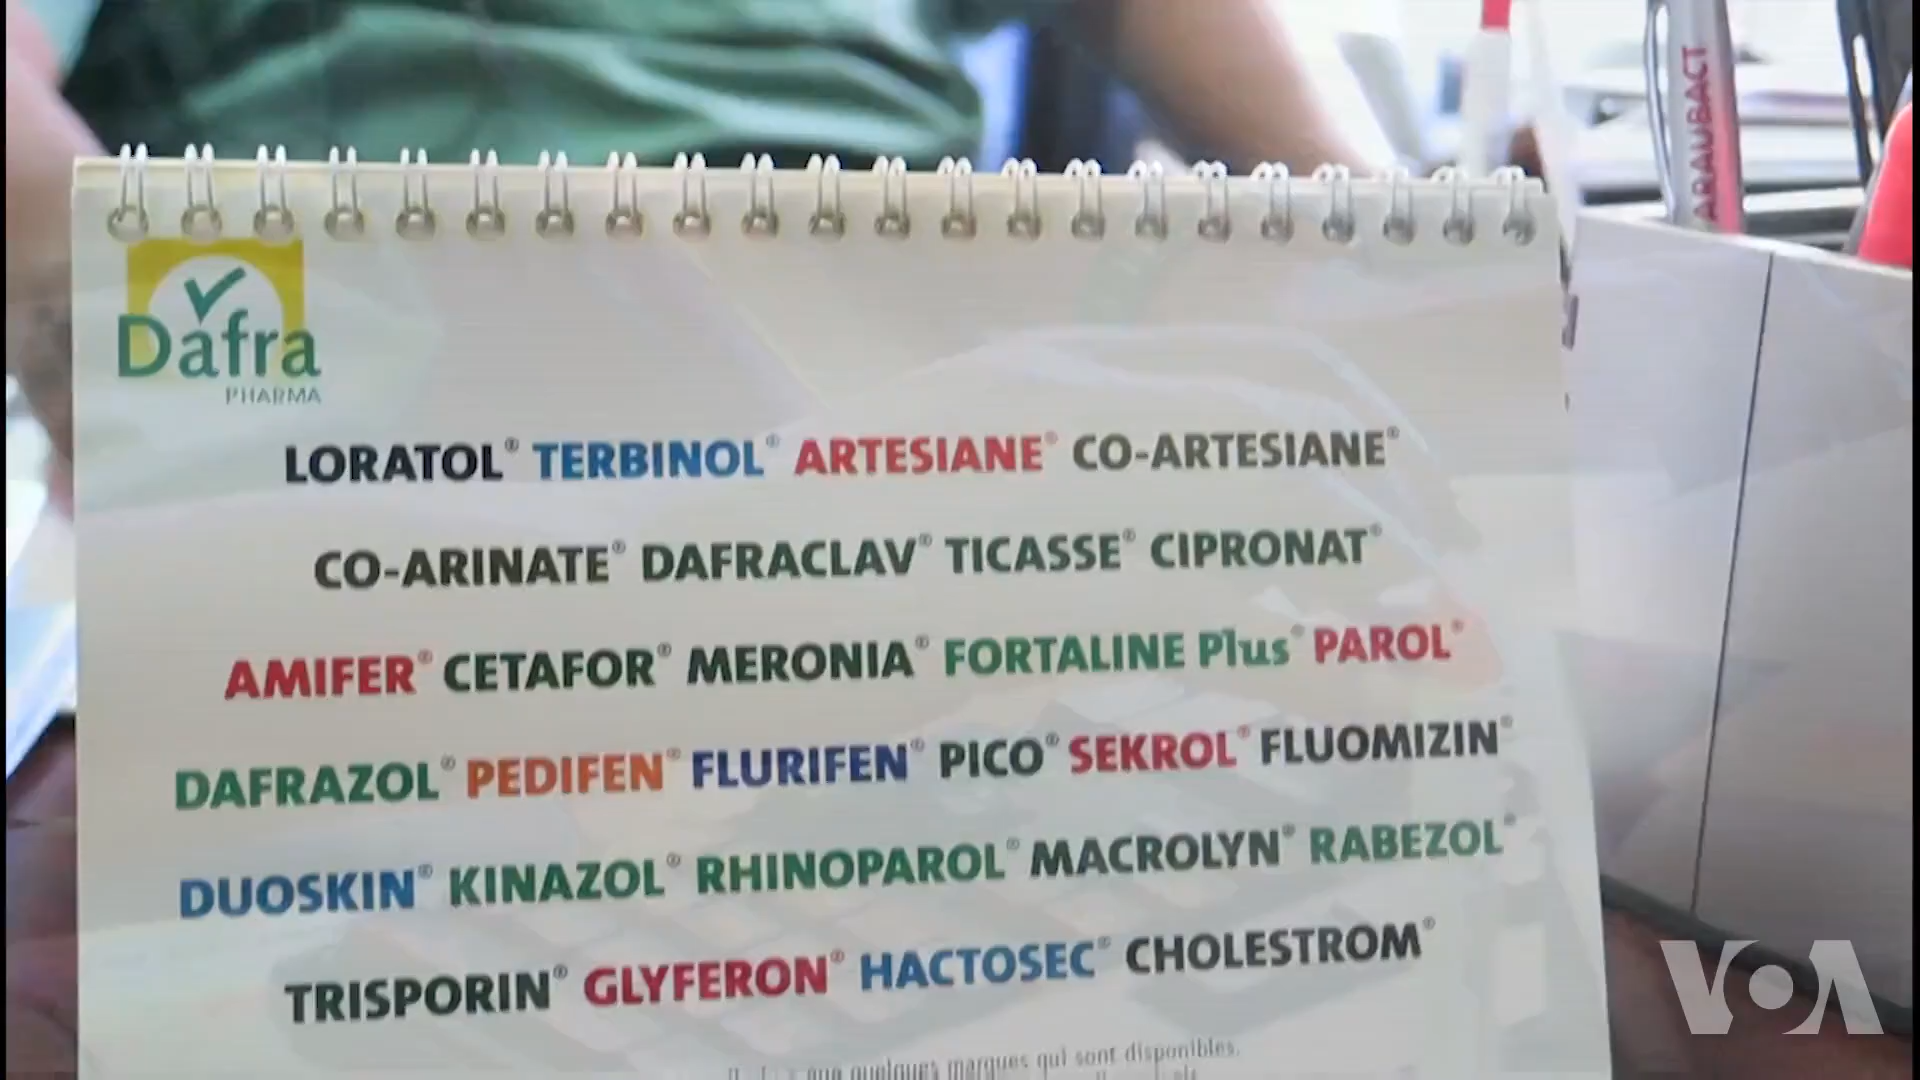 ARAUBACT
Dafra
PHARMA
LORATOL® TERBINOL® ARTESIANE® CO-ARTESIANE®
CO-ARINATE® DAFRACLAV® TICASSE® CIPRONAT®
AMIFER® CETAFOR® MERONIA® FORTALINE Plus® PAROL®
DAFRAZOL® PEDIFEN® FLURIFEN® PICO® SEKROL® FLUOMIZIN®
DUOSKIN® KINAZOL® RHINOPAROL® MACROLYN® RABEZOL®
TRISPORIN® GLYFERON® HACTOSEC® CHOLESTROM®
que quelques marques qui sont disponibles.
VOA